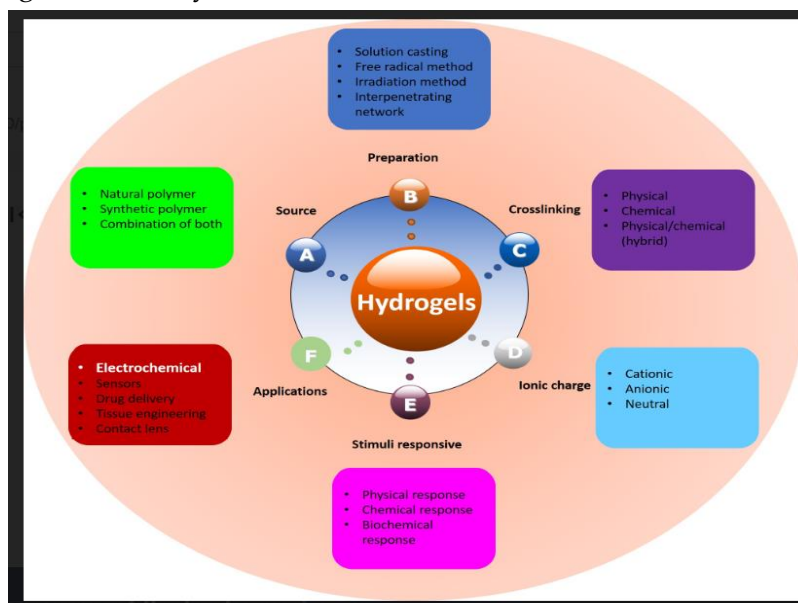 • Solution casting
• Free radical method
• Irradiation method
• Interpenetrating
network
Preparation
• Natural polymer
• Synthetic polymer
• Combination of both
Source
Crosslinking
• Physical
• Chemical
• Physical/chemical
(hybrid)
B
A
C
Hydrogels
F
D
E
• Electrochemical
• Sensors
• Drug delivery
• Tissue engineering
• Contact lens
Applications
Ionic charge
• Cationic
• Anionic
• Neutral
Stimuli responsive
• Physical response
• Chemical response
• Biochemical
response